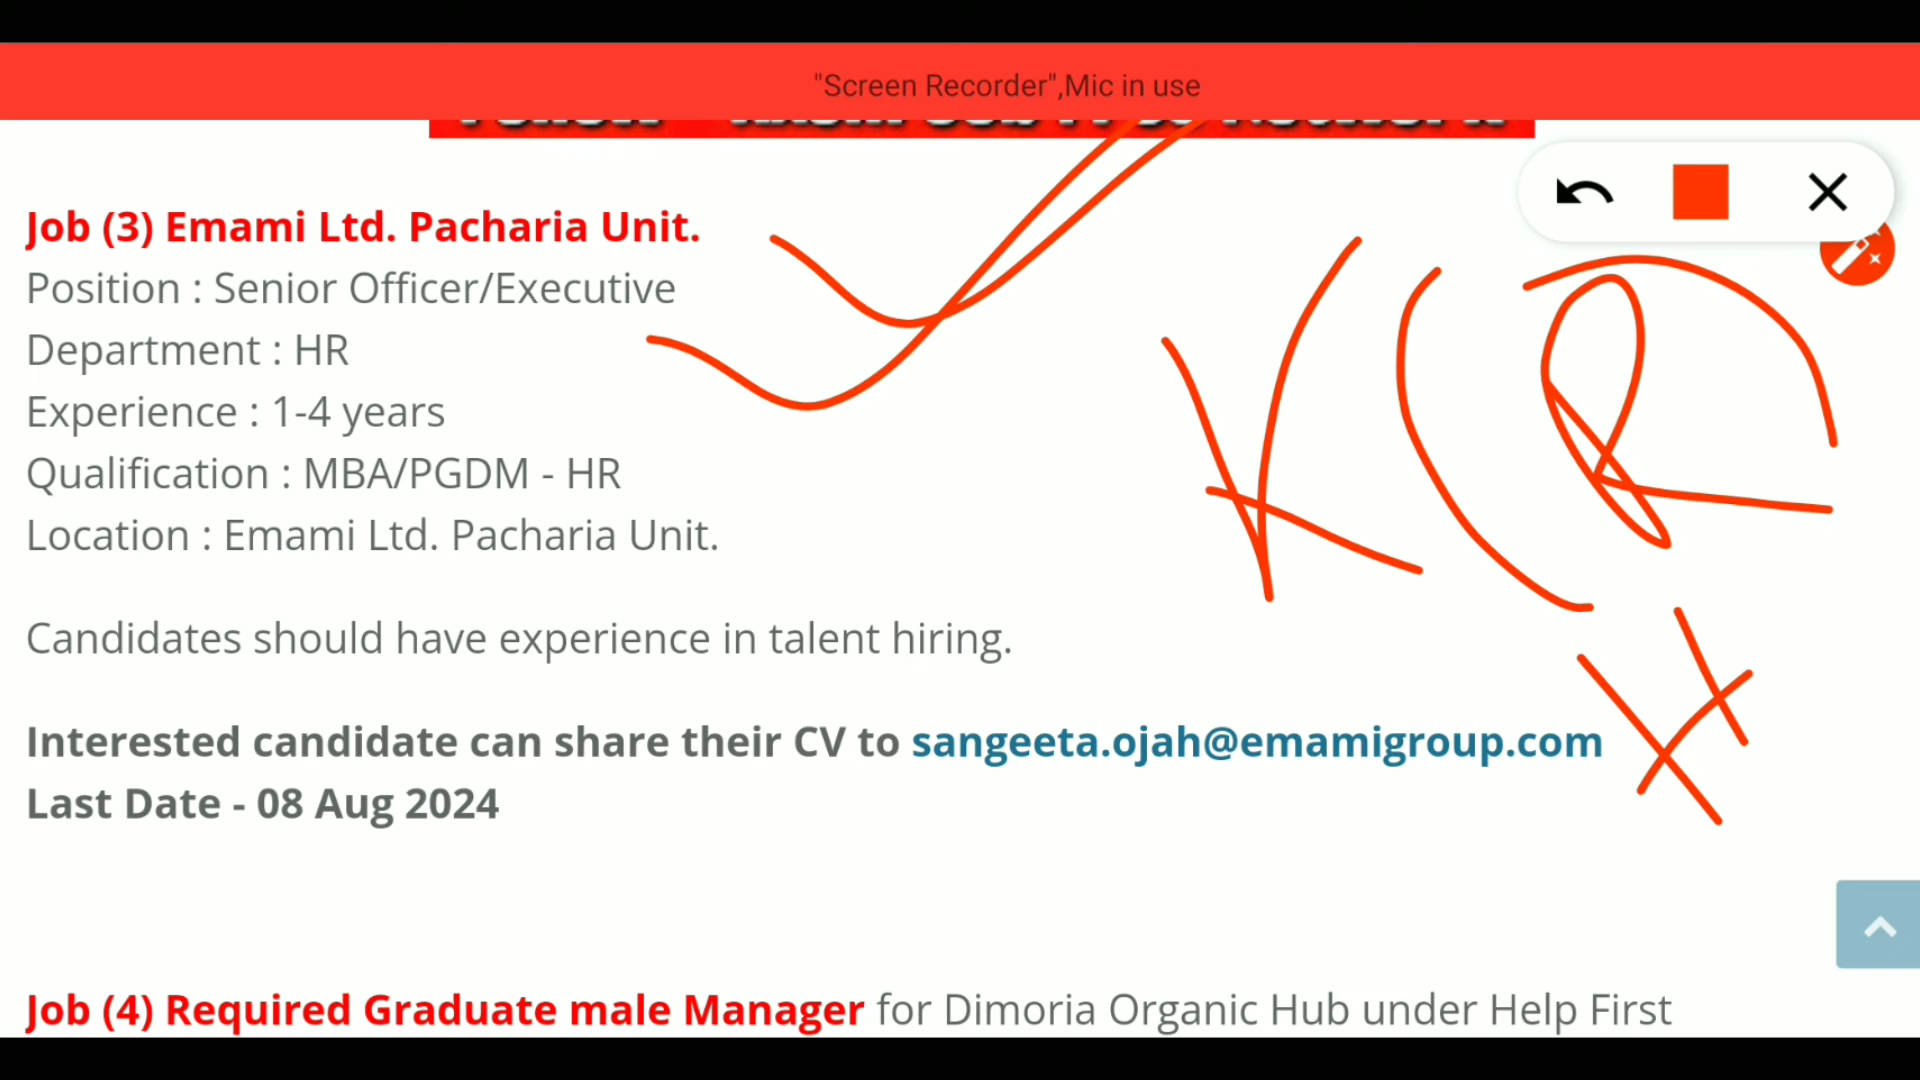 "Screen Recorder",Mic in use
Job (3) Emami Ltd. Pacharia Unit.
Position : Senior Officer/Executive
Department : HR
Experience : 1-4 years
Qualification : MBA/PGDM - HR
Location : Emami Ltd. Pacharia Unit.
Candidates should have experience in talent hiring.
Interested candidate can share their CV to sangeeta.ojah@emamigroup.com
Last Date - 08 Aug 2024
Job (4) Required Graduate male Manager for Dimoria Organic Hub under Help First